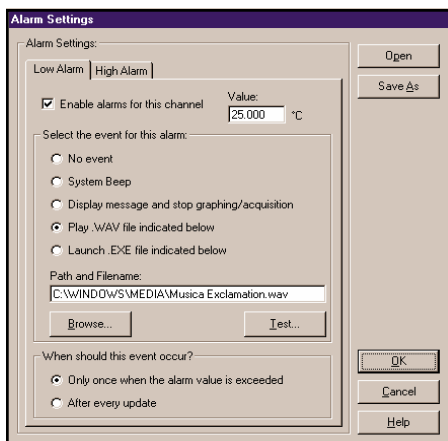 Alarm Settings
Alarm Settings:
Low Alarm High Alarm
Enable alarms for this channel
Value:
25.000 °C
Select the event for this alarm:
No event
System Beep
Display message and stop graphing/acquisition
Play .WAV file indicated below
Launch .EXE file indicated below
Path and Filename:
C:\WINDOWS\MEDIA\Musica Exclamation.wav
Browse... Test...
When should this event occur?
Only once when the alarm value is exceeded
After every update
Open
Save As
OK
Cancel
Help